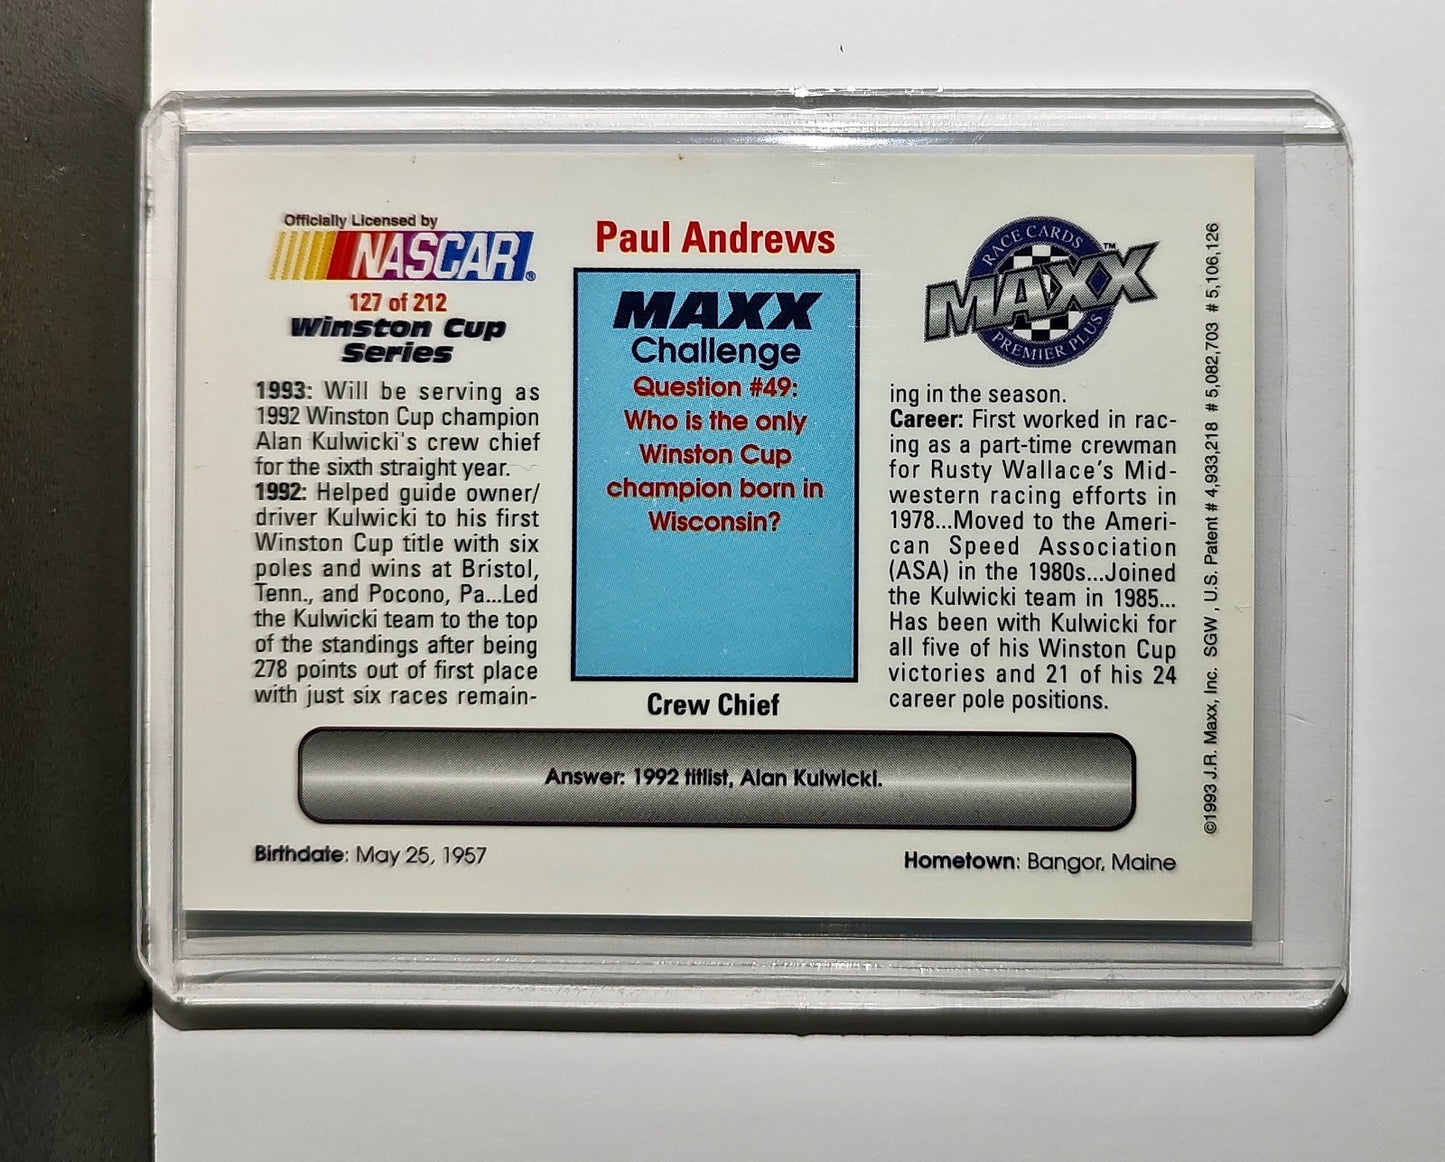 Officially Licensed by
NASCAR®
127 of 212
Winston Cup
Series
1993: Will be serving as
1992 Winston Cup champion
Alan Kulwicki's crew chief
for the sixth straight year.
1992: Helped guide owner/
driver Kulwicki to his first
Winston Cup title with six
poles and wins at Bristol,
Tenn., and Pocono, Pa...Led
the Kulwicki team to the top
of the standings after being
278 points out of first place
with just six races remain-
Paul Andrews
MAXX
Challenge
Question #49:
Who is the only
Winston Cup
champion born in
Wisconsin?
Crew Chief
RACE CARDS
MAXX™
PREMIER PLUS
ing in the season.
Career: First worked in rac-
ing as a part-time crewman
for Rusty Wallace's Mid-
western racing efforts in
1978...Moved to the Ameri-
can Speed Association
(ASA) in the 1980s...Joined
the Kulwicki team in 1985...
Has been with Kulwicki for
all five of his Winston Cup
victories and 21 of his 24
career pole positions.
Answer: 1992 titlist, Alan Kulwicki.
Birthdate: May 25, 1957
Hometown: Bangor, Maine
©1993 J.R. Maxx, Inc. SGW, U.S. Patent # 4,933,218 # 5,082,703 # 5,106,126